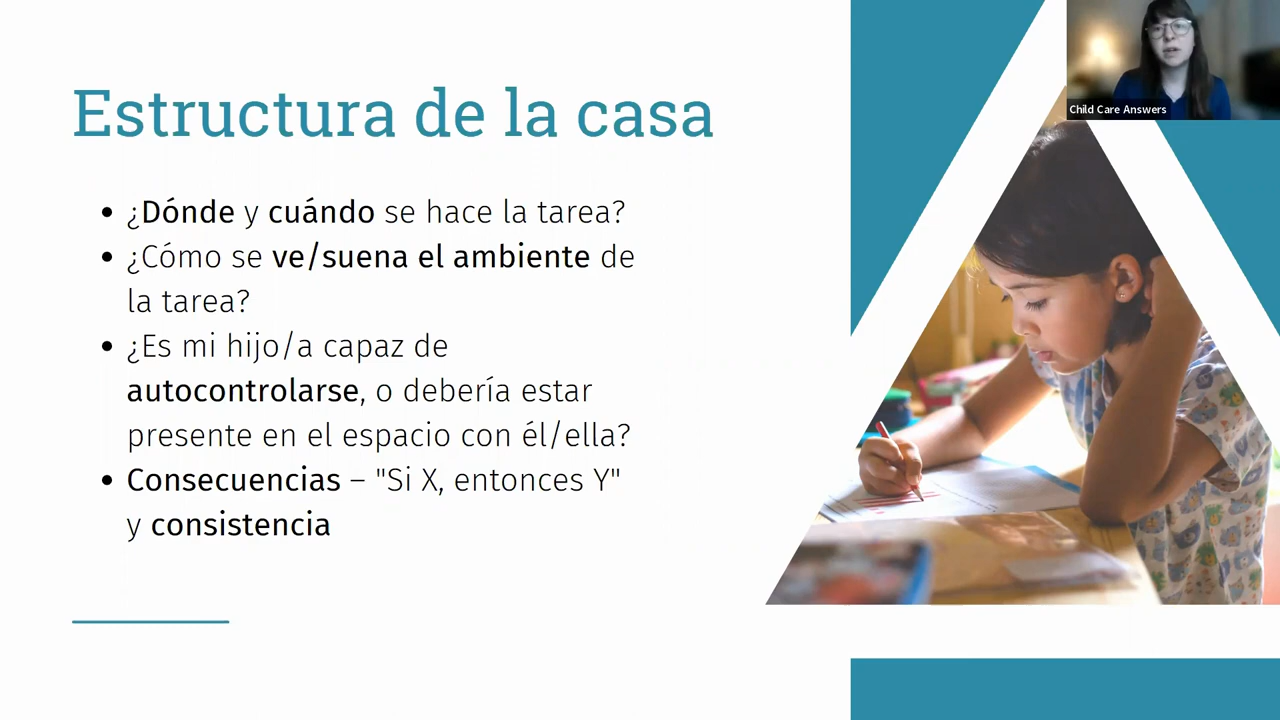 Estructura de la casa
• ¿Dónde y cuándo se hace la tarea?
• ¿Cómo se ve/suena el ambiente de
la tarea?
• ¿Es mi hijo/a capaz de
autocontrolarse, o debería estar
presente en el espacio con él/ella?
• Consecuencias – "Si X, entonces Y"
y consistencia
Child Care Answers